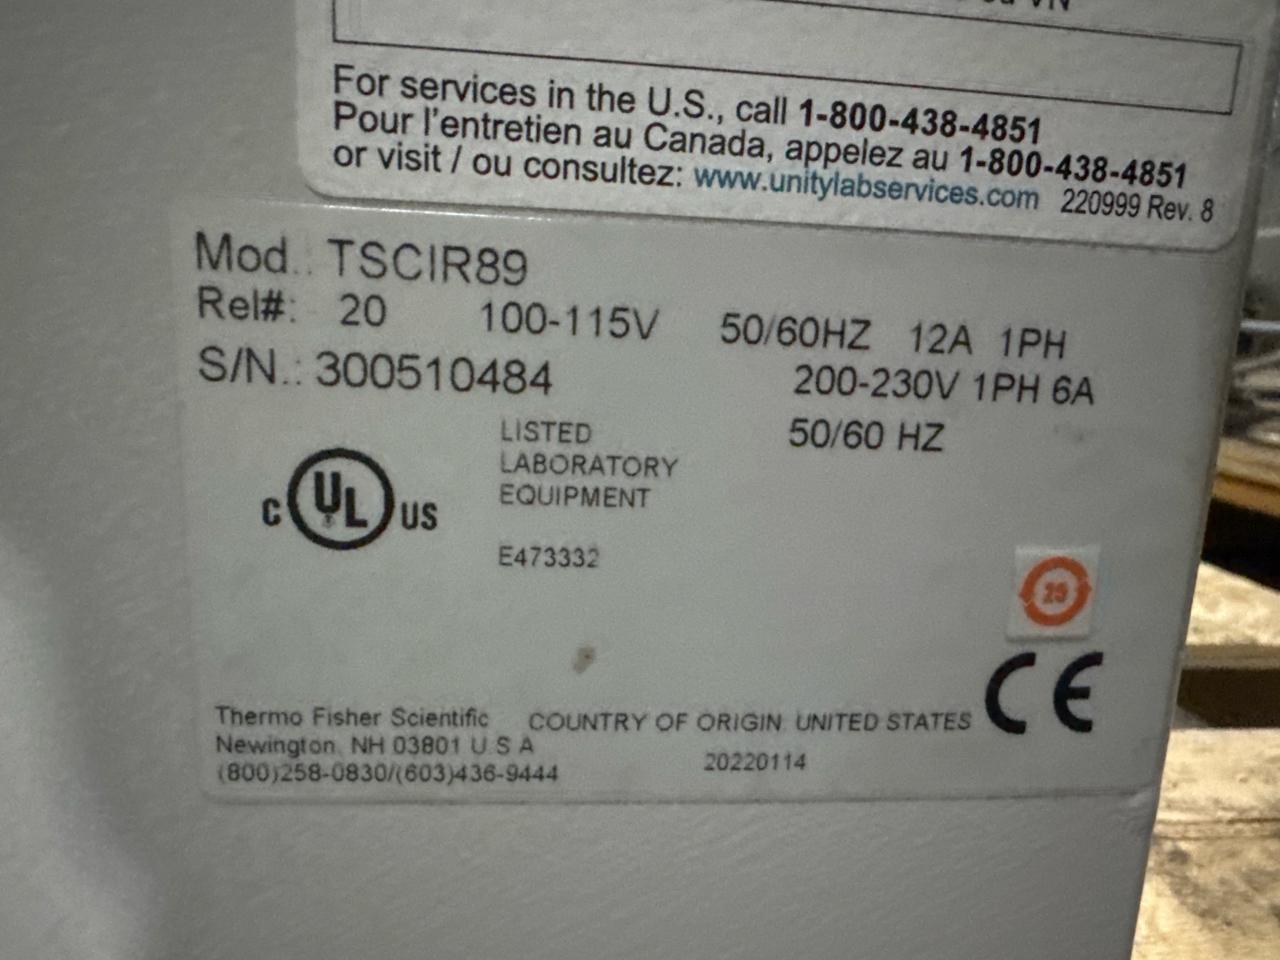 For services in the U.S., call 1-800-438-4851
Pour l'entretien au Canada, appelez au 1-800-438-4851
or visit / ou consultez: www.unitylabservices.com 220999 Rev. 8
Mod.: TSCIR89
Rel#: 20 100-115V 50/60HZ 12A 1PH
S/N.: 300510484 200-230V 1PH 6A
50/60 HZ
LISTED
LABORATORY
EQUIPMENT
C UL US
E473332
25
CE
Thermo Fisher Scientific COUNTRY OF ORIGIN: UNITED STATES
Newington, NH 03801 U.S.A
(800)258-0830/(603)436-9444 20220114